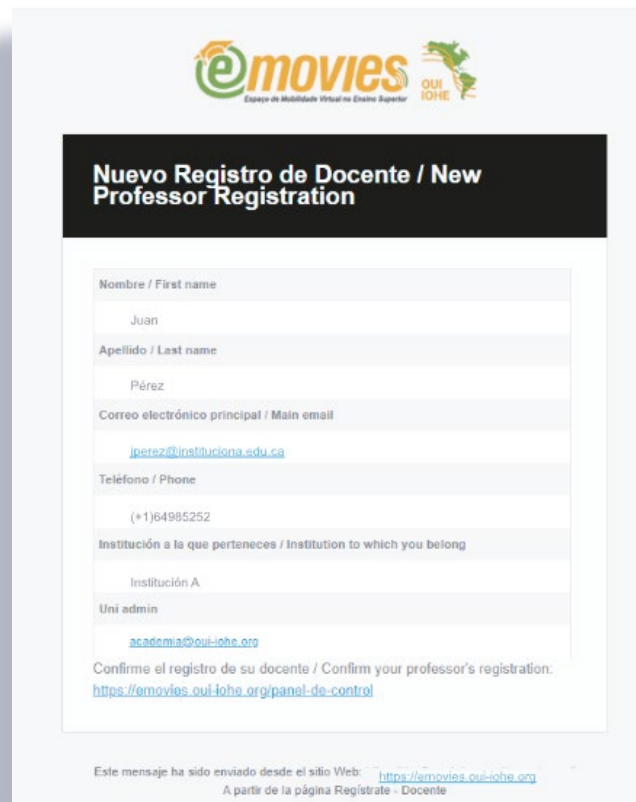 emovies
Espaço de Mobilidade Virtual no Ensino Superior
OUI
IOHE
Nuevo Registro de Docente / New
Professor Registration
Nombre / First name
Juan
Apellido / Last name
Pérez
Correo electrónico principal / Main email
jperez@instituciona.edu.ca
Teléfono / Phone
(+1)64985252
Institución a la que perteneces / Institution to which you belong
Institución A
Uni admin
academia@oui-iohe.org
Confirme el registro de su docente / Confirm your professor's registration:
https://emovies.oui-iohe.org/panel-de-control
Este mensaje ha sido enviado desde el sitio Web: https://emovies.oui-iohe.org
A partir de la página Regístrate - Docente